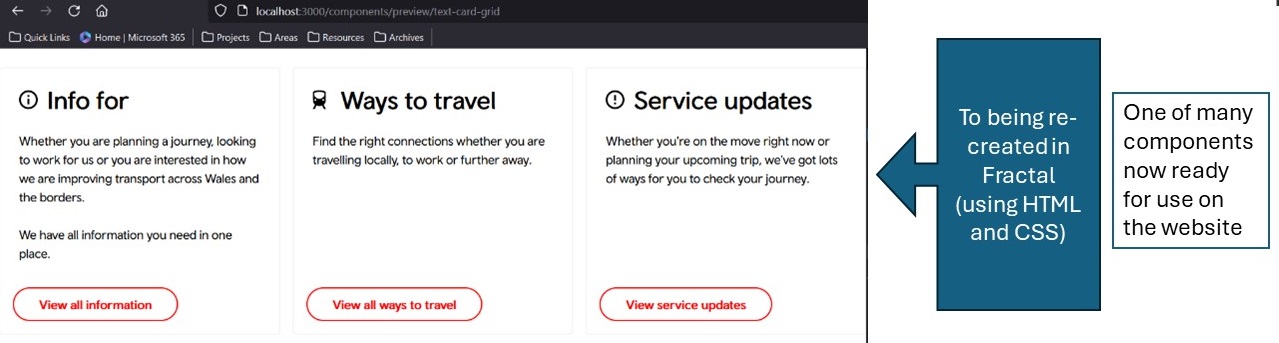 localhost:3000/components/preview/text-card-grid
Quick Links Home | Microsoft 365 Projects Areas Resources Archives
Info for
Whether you are planning a journey, looking
to work for us or you are interested in how
we are improving transport across Wales and
the borders.
We have all information you need in one
place.
View all information
Ways to travel
Find the right connections whether you are
travelling locally, to work or further away.
View all ways to travel
Service updates
Whether you're on the move right now or
planning your upcoming trip, we've got lots
of ways for you to check your journey.
View service updates
To being re-
created in
Fractal
(using HTML
and CSS)
One of many
components
now ready
for use on
the website